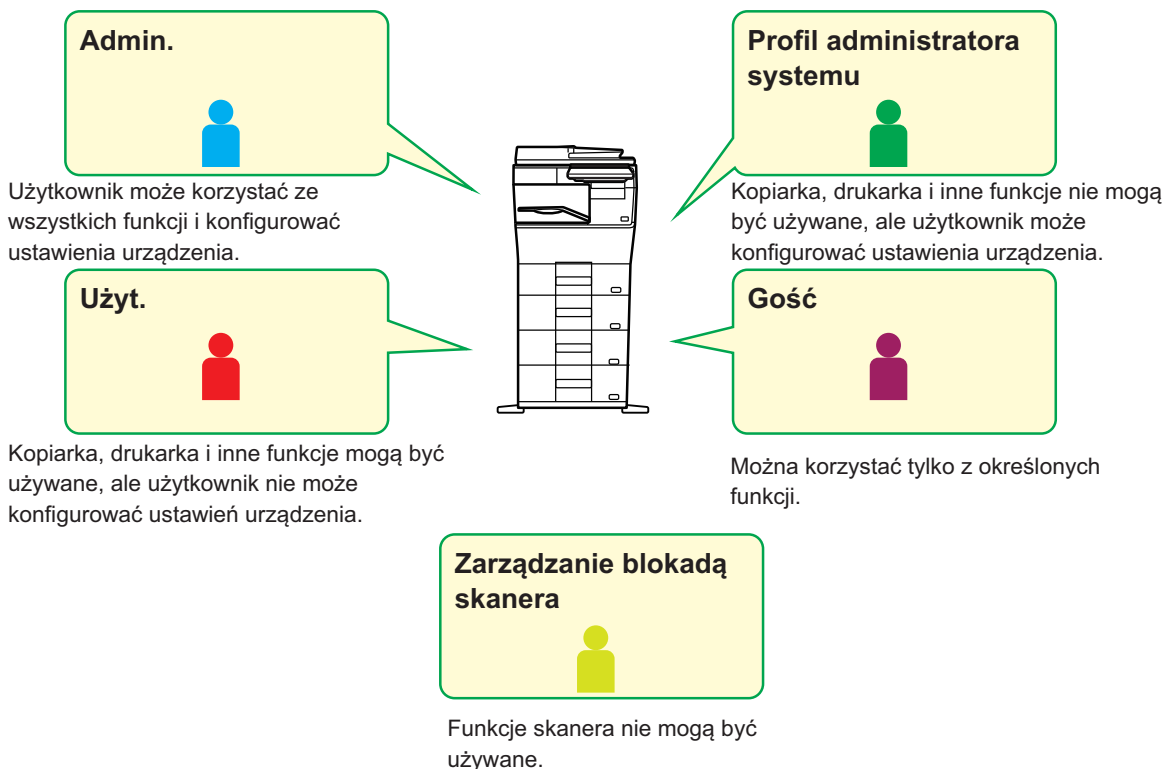 Admin.
Użytkownik może korzystać ze
wszystkich funkcji i konfigurować
ustawienia urządzenia.
Profil administratora
systemu
Kopiarka, drukarka i inne funkcje nie mogą
być używane, ale użytkownik może
konfigurować ustawienia urządzenia.
Użyt.
Kopiarka, drukarka i inne funkcje mogą być
używane, ale użytkownik nie może
konfigurować ustawień urządzenia.
Gość
Można korzystać tylko z określonych
funkcji.
Zarządzanie blokadą
skanera
Funkcje skanera nie mogą być
używane.